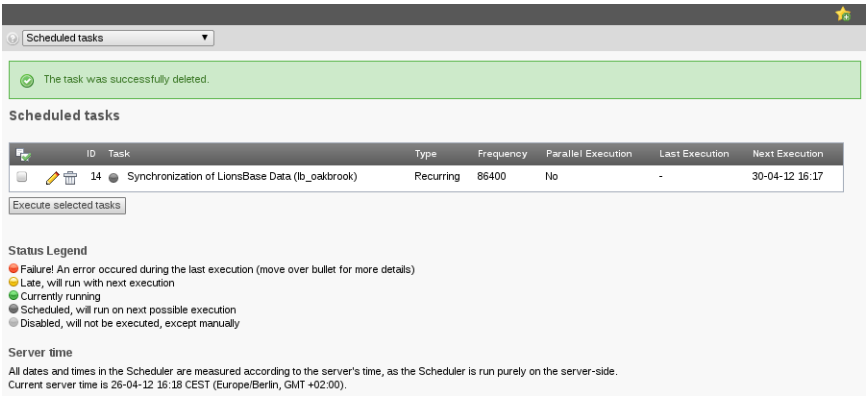 Scheduled tasks
The task was successfully deleted.
Scheduled tasks
ID Task Type Frequency Parallel Execution Last Execution Next Execution
14 Synchronization of LionsBase Data (lb_oakbrook) Recurring 86400 No - 30-04-12 16:17
Execute selected tasks
Status Legend
Failure! An error occured during the last execution (move over bullet for more details)
Late, will run with next execution
Currently running
Scheduled, will run on next possible execution
Disabled, will not be executed, except manually
Server time
All dates and times in the Scheduler are measured according to the server's time, as the Scheduler is run purely on the server-side.
Current server time is 26-04-12 16:18 CEST (Europe/Berlin, GMT +02:00).